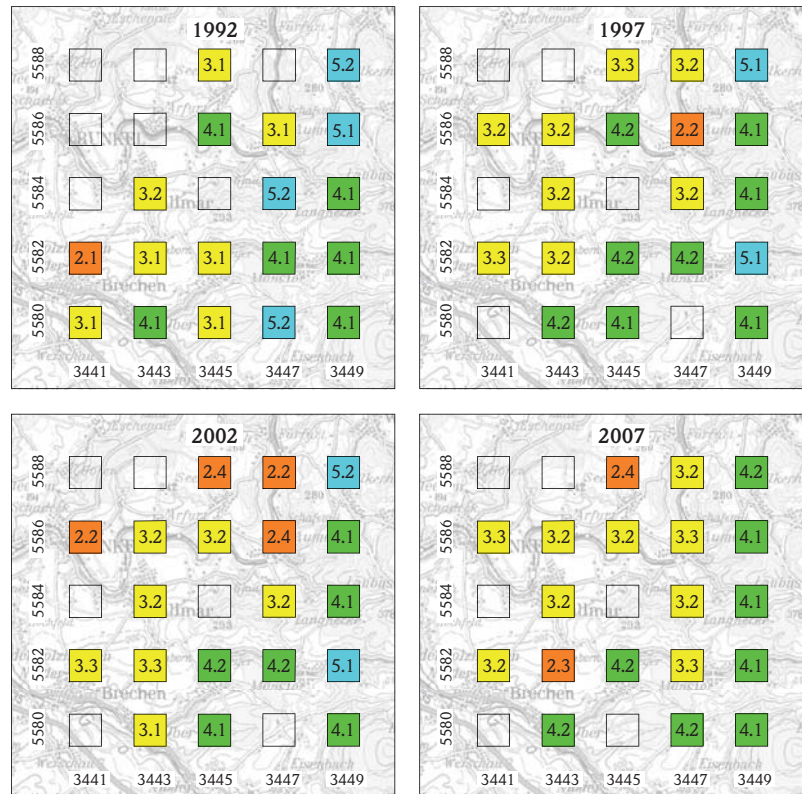 1992
5588 3.1 5.2
5586 4.1 3.1 5.1
5584 3.2 5.2 4.1
5582 2.1 3.1 3.1 4.1 4.1
5580 3.1 4.1 3.1 5.2 4.1
3441 3443 3445 3447 3449
1997
5588 3.3 3.2 5.1
5586 3.2 3.2 4.2 2.2 4.1
5584 3.2 3.2 4.1
5582 3.3 3.2 4.2 4.2 5.1
5580 4.2 4.1 4.1
3441 3443 3445 3447 3449
2002
5588 2.4 2.2 5.2
5586 2.2 3.2 3.2 2.4 4.1
5584 3.2 3.2 4.1
5582 3.3 3.3 4.2 4.2 5.1
5580 3.1 4.1 4.1
3441 3443 3445 3447 3449
2007
5588 2.4 3.2 4.2
5586 3.3 3.2 3.2 3.3 4.1
5584 3.2 3.2 4.1
5582 3.2 2.3 4.2 3.3 4.1
5580 4.2 4.2 4.1
3441 3443 3445 3447 3449